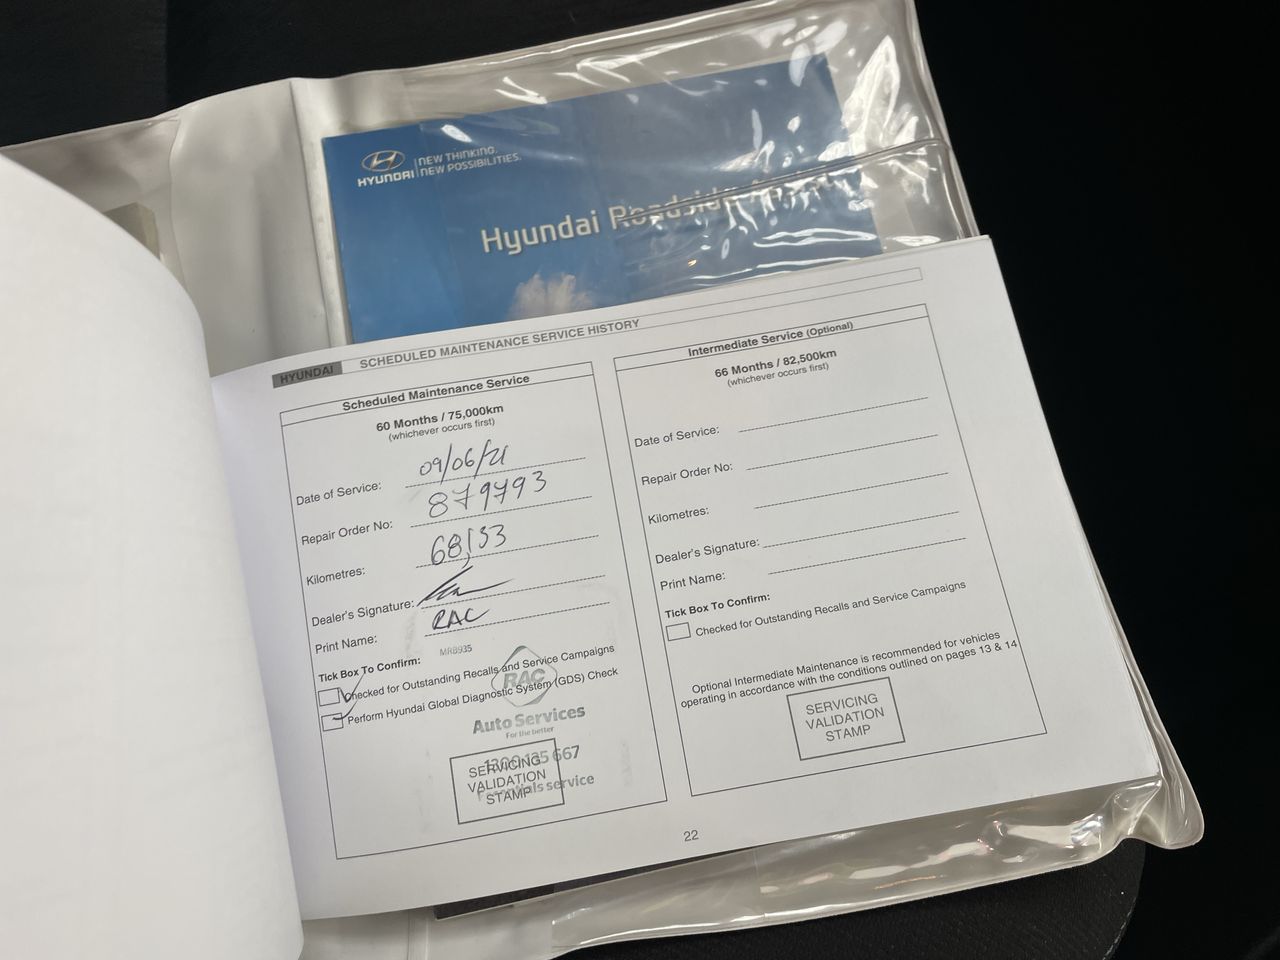 HYUNDAI
NEW THINKING.
NEW POSSIBILITIES.
Hyundai Roadside
HYUNDAI
SCHEDULED MAINTENANCE SERVICE HISTORY
Scheduled Maintenance Service
60 Months / 75,000km
(whichever occurs first)
Date of Service: 09/06/21
Repair Order No: 879793
Kilometres: 68,133
Dealer's Signature:
Print Name: RAC
Tick Box To Confirm:
MRB935
Checked for Outstanding Recalls and Service Campaigns
Perform Hyundai Global Diagnostic System (GDS) Check
RAC
Auto Services
For the better
667
service
SERVICING
VALIDATION
STAMP
Intermediate Service (Optional)
66 Months / 82,500km
(whichever occurs first)
Date of Service:
Repair Order No:
Kilometres:
Dealer's Signature:
Print Name:
Tick Box To Confirm:
Checked for Outstanding Recalls and Service Campaigns
Optional Intermediate Maintenance is recommended for vehicles
operating in accordance with the conditions outlined on pages 13 & 14
SERVICING
VALIDATION
STAMP
22